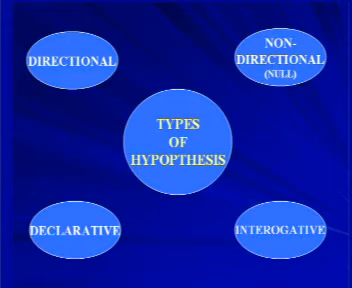 DIRECTIONAL
NON-
DIRECTIONAL
(NULL)
TYPES
OF
HYPOPTHESIS
DECLARATIVE
INTEROGATIVE